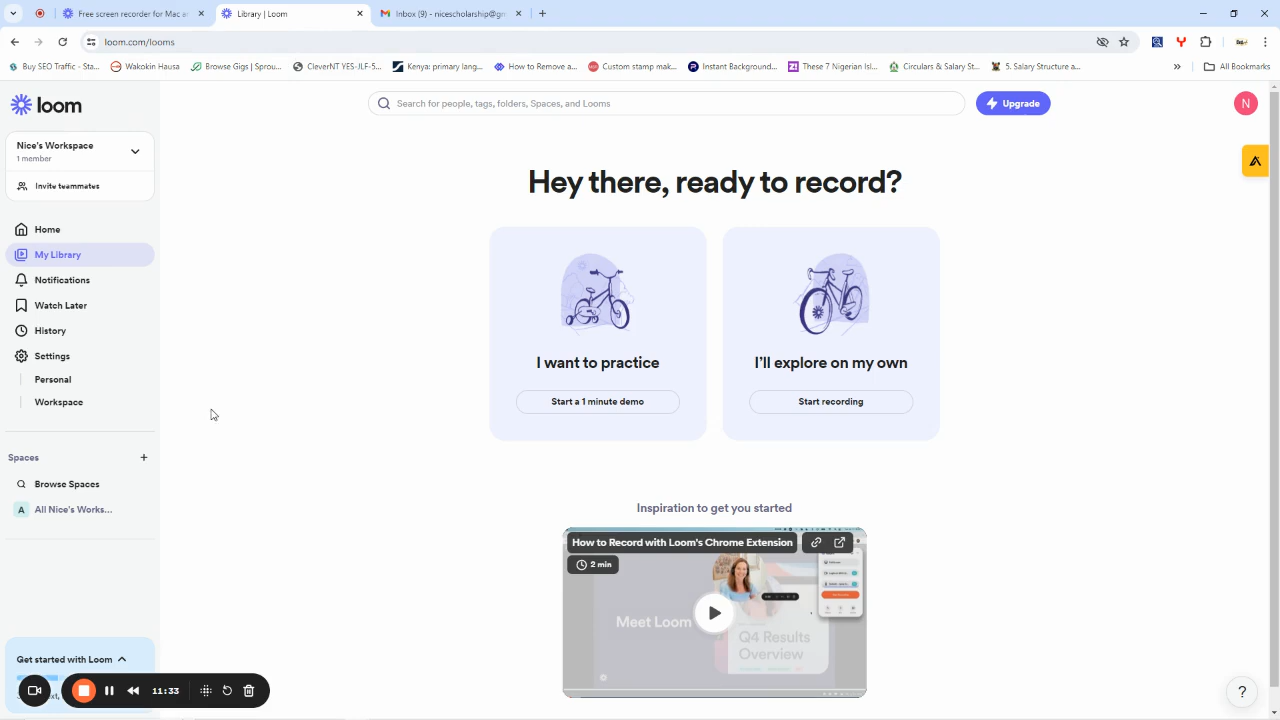 Free screen recorder for Mac a
Library | Loom
Inbox (9) - nicescholarship@gr
loom.com/looms
Buy SEO Traffic - Sta...
Wakokin Hausa
Browse Gigs | Sprou...
CleverNT YES-JLF-5...
Kenya: primary lang...
How to Remove a...
Custom stamp mak...
Instant Background...
These 7 Nigerian Isl...
Circulars & Salary St...
5. Salary Structure a...
»
All Bookmarks
loom
Search for people, tags, folders, Spaces, and Looms
Upgrade
N
Nice's Workspace
1 member
Invite teammates
Home
My Library
Notifications
Watch Later
History
Settings
Personal
Workspace
Spaces
+
Browse Spaces
A All Nice's Works...
Get started with Loom
11:33
Hey there, ready to record?
I want to practice
Start a 1 minute demo
I'll explore on my own
Start recording
Inspiration to get you started
How to Record with Loom's Chrome Extension
2 min
Meet Loom
Q4 Results
Overview
?